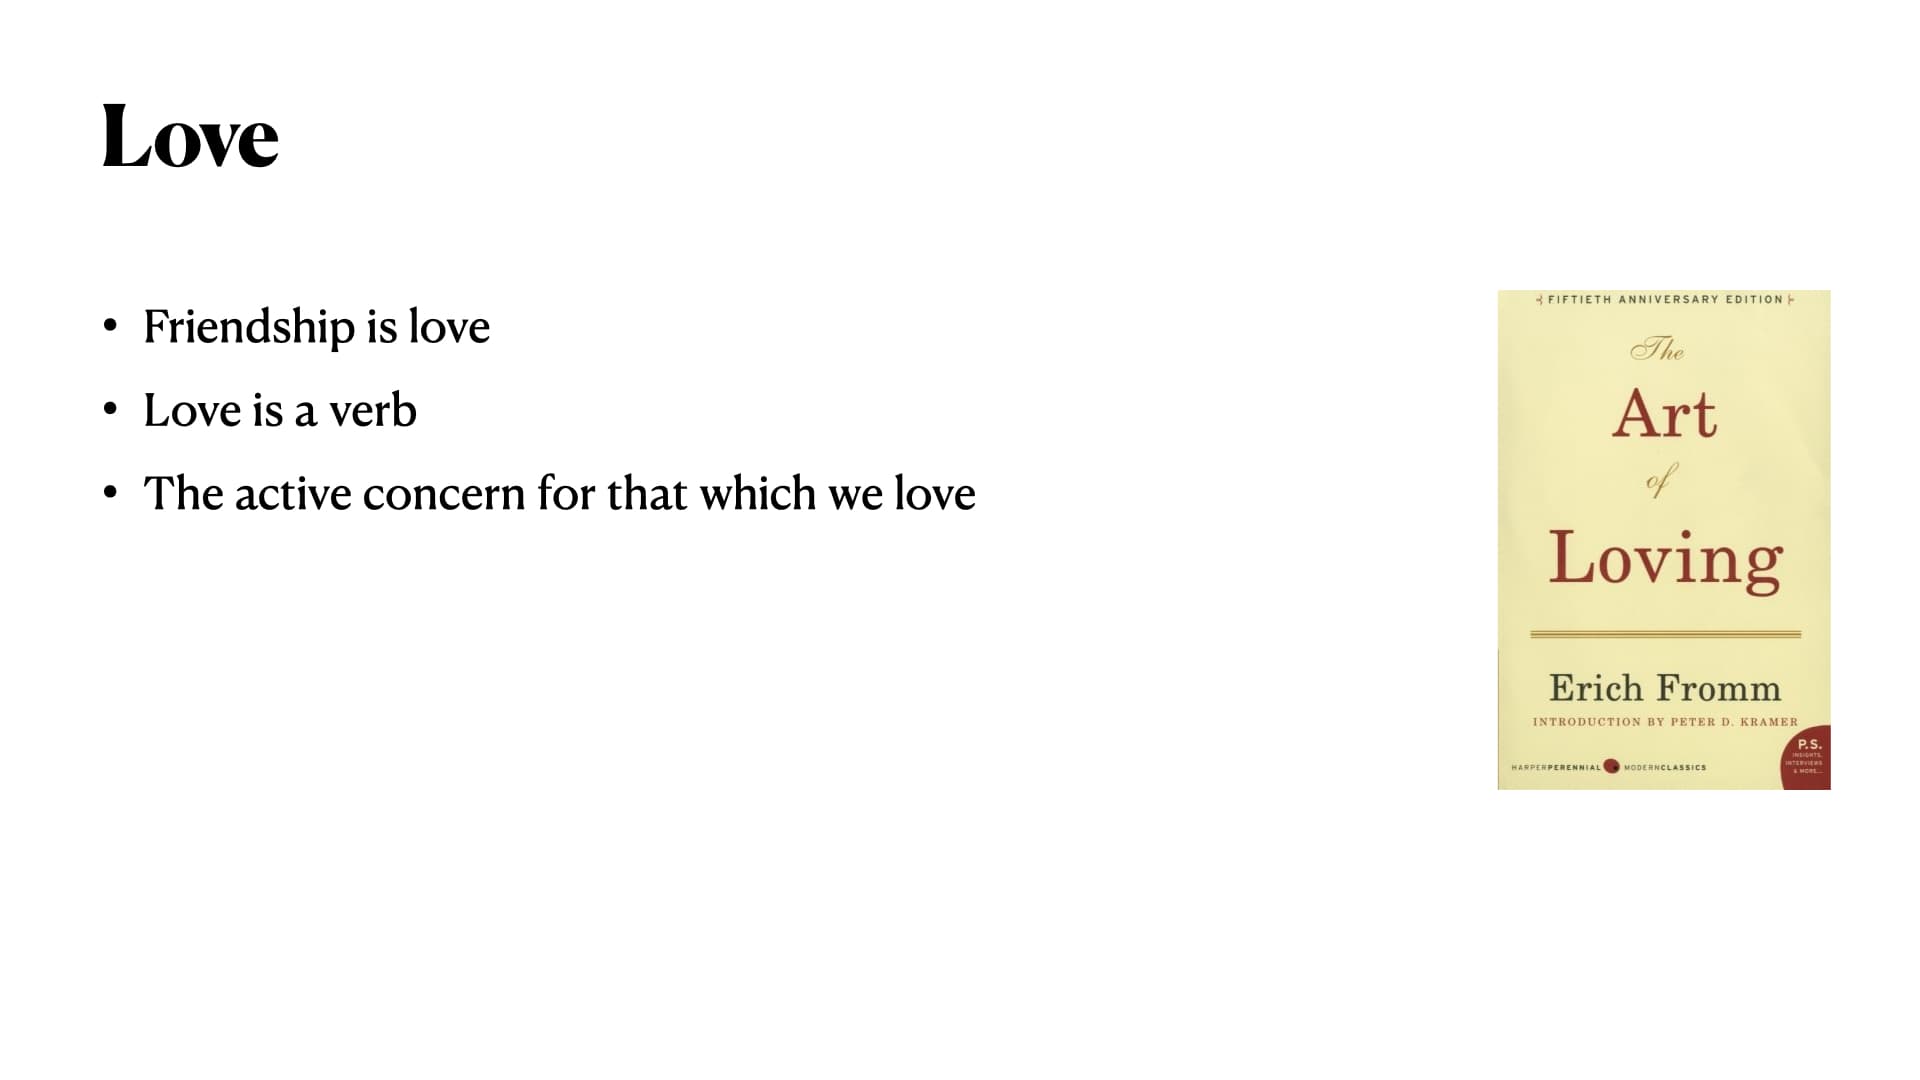 Love
• Friendship is love
• Love is a verb
• The active concern for that which we love
FIFTIETH ANNIVERSARY EDITION
The
Art
of
Loving
Erich Fromm
INTRODUCTION BY PETER D. KRAMER
P.S.
INSIGHTS,
INTERVIEWS
& MORE...
HARPERPERENNIAL MODERNCLASSICS